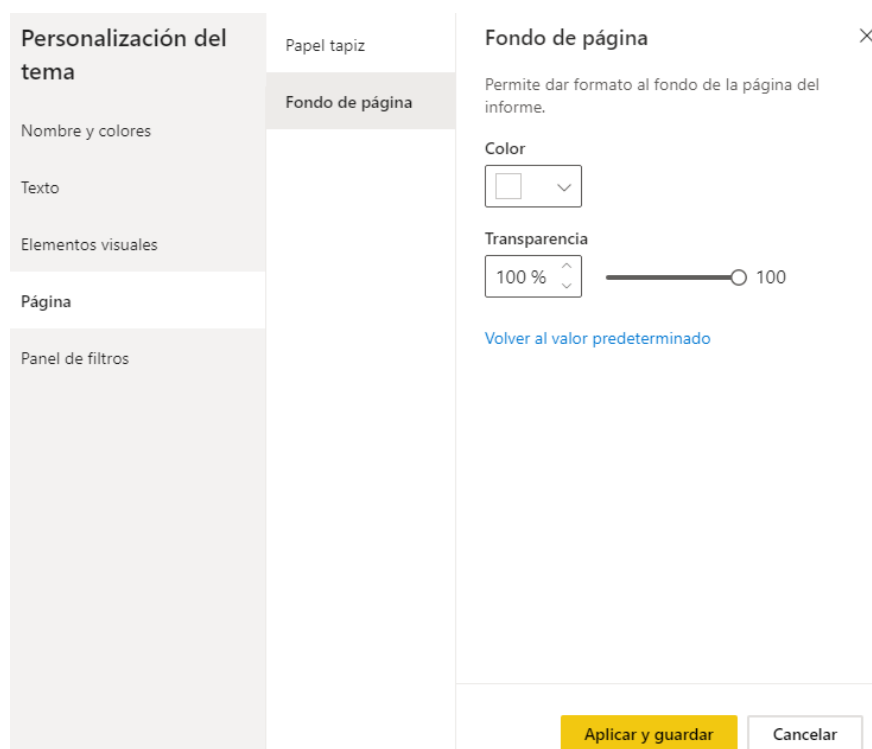 Personalización del
tema
Nombre y colores
Texto
Elementos visuales
Página
Panel de filtros
Papel tapiz
Fondo de página
Fondo de página
Permite dar formato al fondo de la página del
informe.
Color
Transparencia
100 %
100
Volver al valor predeterminado
Aplicar y guardar
Cancelar